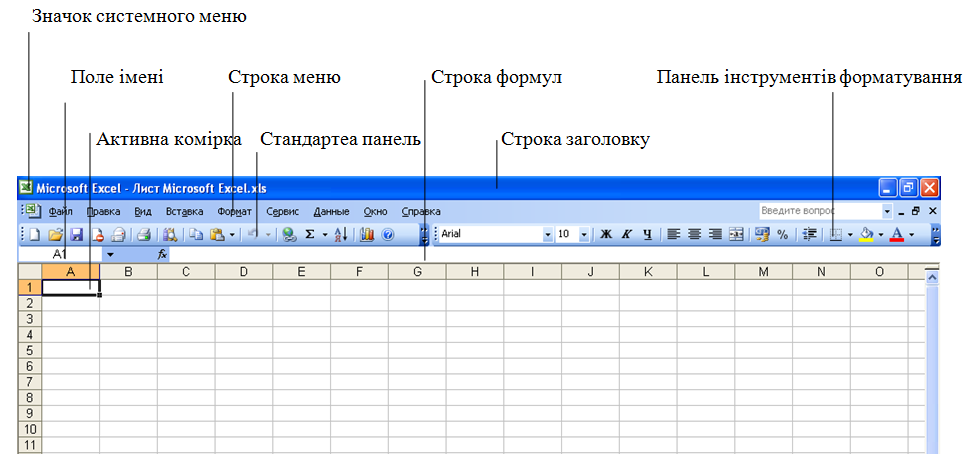 Значок системного меню
Поле імені Строка меню Строка формул Панель інструментів форматування
Активна комірка Стандартеа панель Строка заголовку
Microsoft Excel - Лист Microsoft Excel.xls
Файл Правка Вид Вставка Формат Сервис Данные Окно Справка Введите вопрос
Arial 10 Ж К Ч %
A1 fx
A B C D E F G H I J K L M N O
1
2
3
4
5
6
7
8
9
10
11